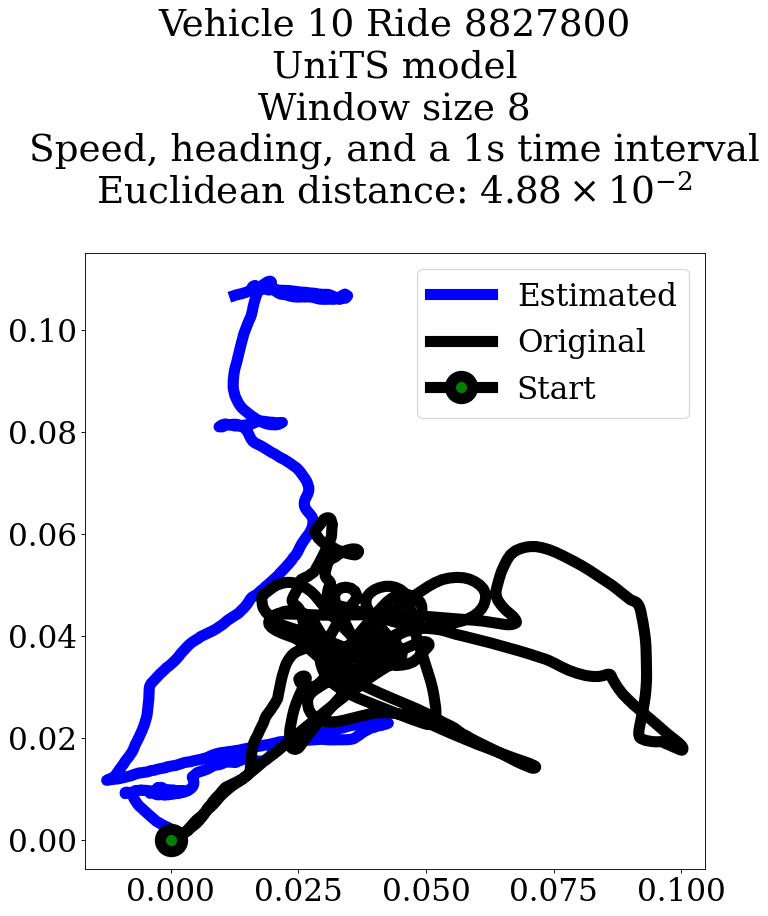 Vehicle 10 Ride 8827800
UniTS model
Window size 8
Speed, heading, and a 1s time interval
Euclidean distance: 4.88 × 10⁻²
Estimated
Original
Start
0.10
0.08
0.06
0.04
0.02
0.00
0.000 0.025 0.050 0.075 0.100